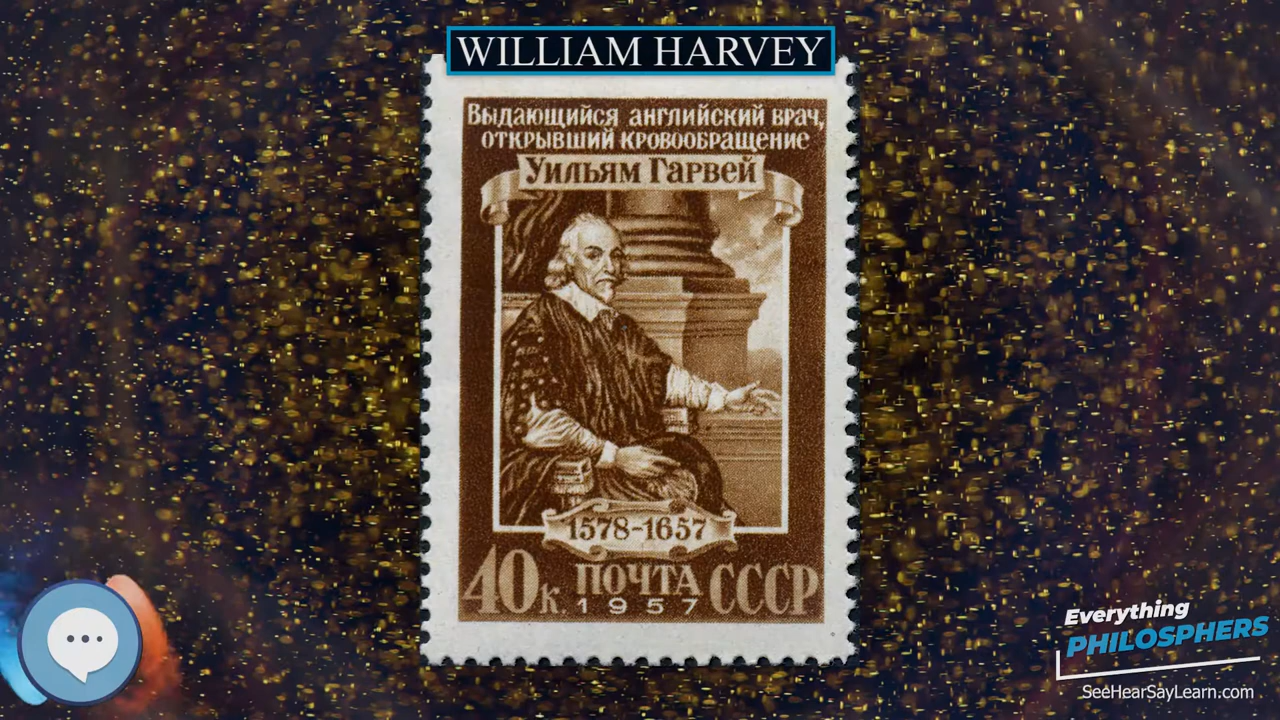 WILLIAM HARVEY
Выдающийся английский врач,
открывший кровообращение
Уильям Гарвей
1578-1657
40к. ПОЧТА СССР
1957
Everything
PHILOSPHERS
SeeHearSayLearn.com